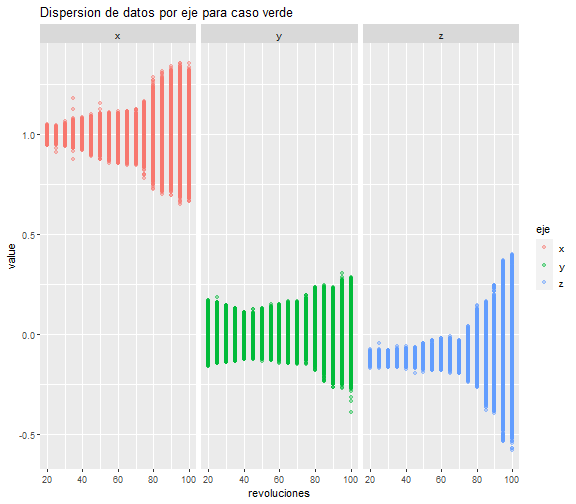 Dispersion de datos por eje para caso verde
x y z
1.0
0.5
0.0
-0.5
value
20 40 60 80 100 20 40 60 80 100 20 40 60 80 100
revoluciones
eje
x
y
z